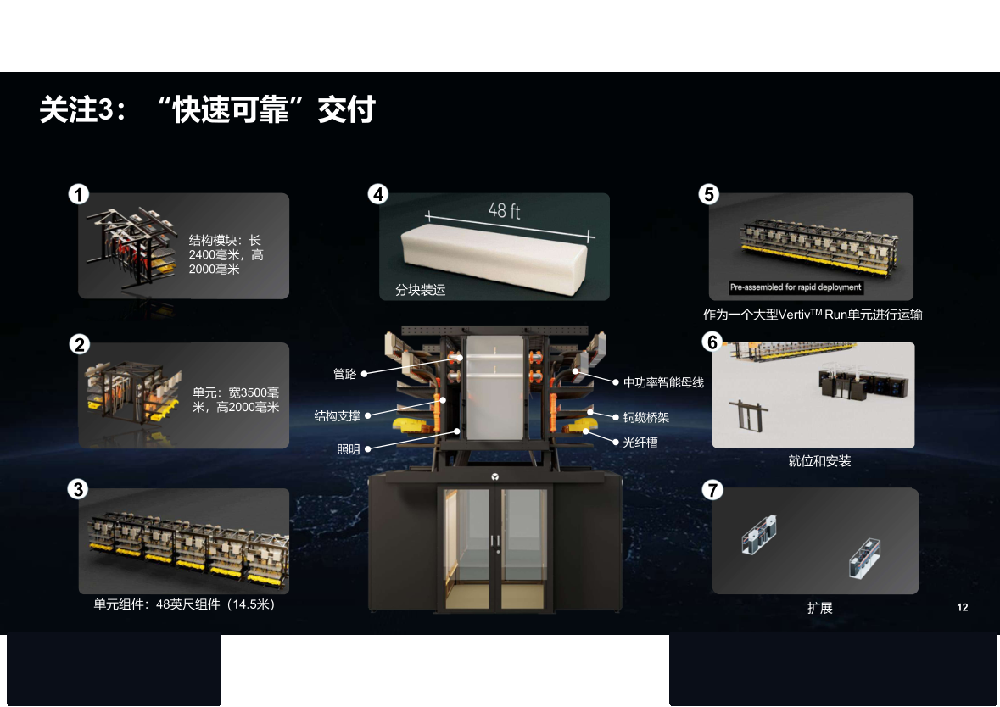 关注3：“快速可靠”交付
1
结构模块：长
2400毫米，高
2000毫米
2
单元：宽3500毫
米，高2000毫米
3
单元组件：48英尺组件（14.5米）
4
48 ft
分块装运
管路
结构支撑
照明
中功率智能母线
铜缆桥架
光纤槽
5
Pre-assembled for rapid deployment
作为一个大型Vertiv™ Run单元进行运输
6
就位和安装
7
扩展
12